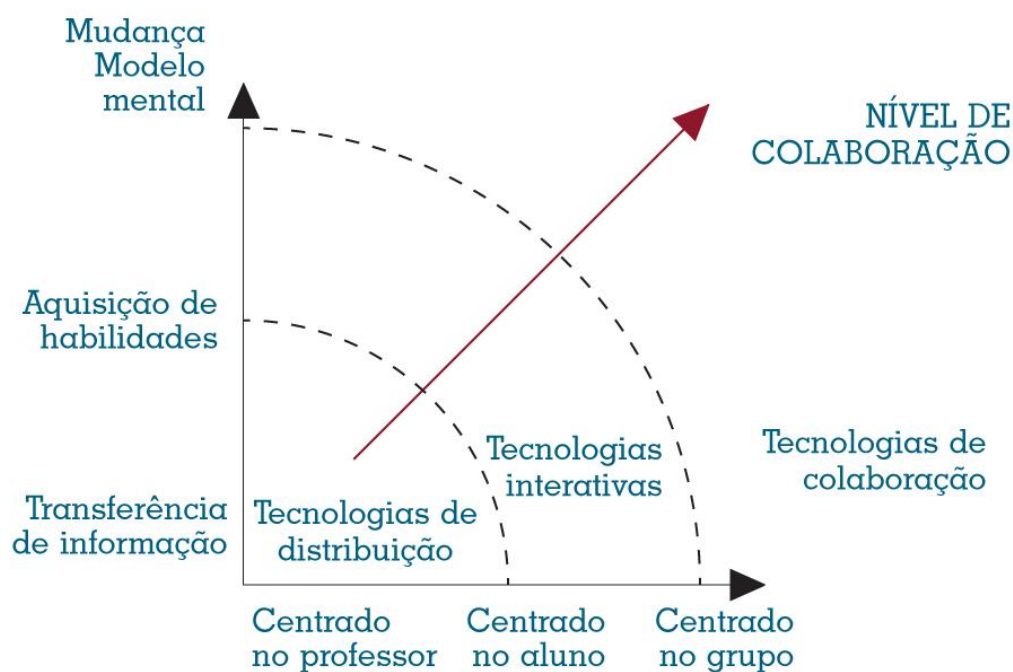 Mudança
Modelo
mental
NÍVEL DE
COLABORAÇÃO
Aquisição de
habilidades
Tecnologias
interativas
Tecnologias de
colaboração
Transferência
de informação
Tecnologias de
distribuição
Centrado
no professor
Centrado
no aluno
Centrado
no grupo